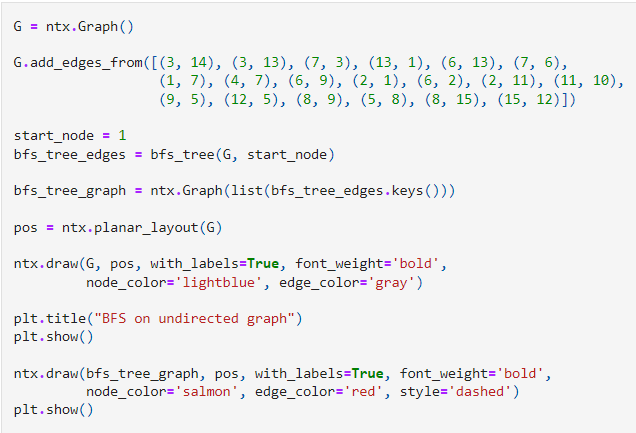 G = ntx.Graph()
G.add_edges_from([(3, 14), (3, 13), (7, 3), (13, 1), (6, 13), (7, 6),
(1, 7), (4, 7), (6, 9), (2, 1), (6, 2), (2, 11), (11, 10),
(9, 5), (12, 5), (8, 9), (5, 8), (8, 15), (15, 12)])
start_node = 1
bfs_tree_edges = bfs_tree(G, start_node)
bfs_tree_graph = ntx.Graph(list(bfs_tree_edges.keys()))
pos = ntx.planar_layout(G)
ntx.draw(G, pos, with_labels=True, font_weight='bold',
node_color='lightblue', edge_color='gray')
plt.title("BFS on undirected graph")
plt.show()
ntx.draw(bfs_tree_graph, pos, with_labels=True, font_weight='bold',
node_color='salmon', edge_color='red', style='dashed')
plt.show()